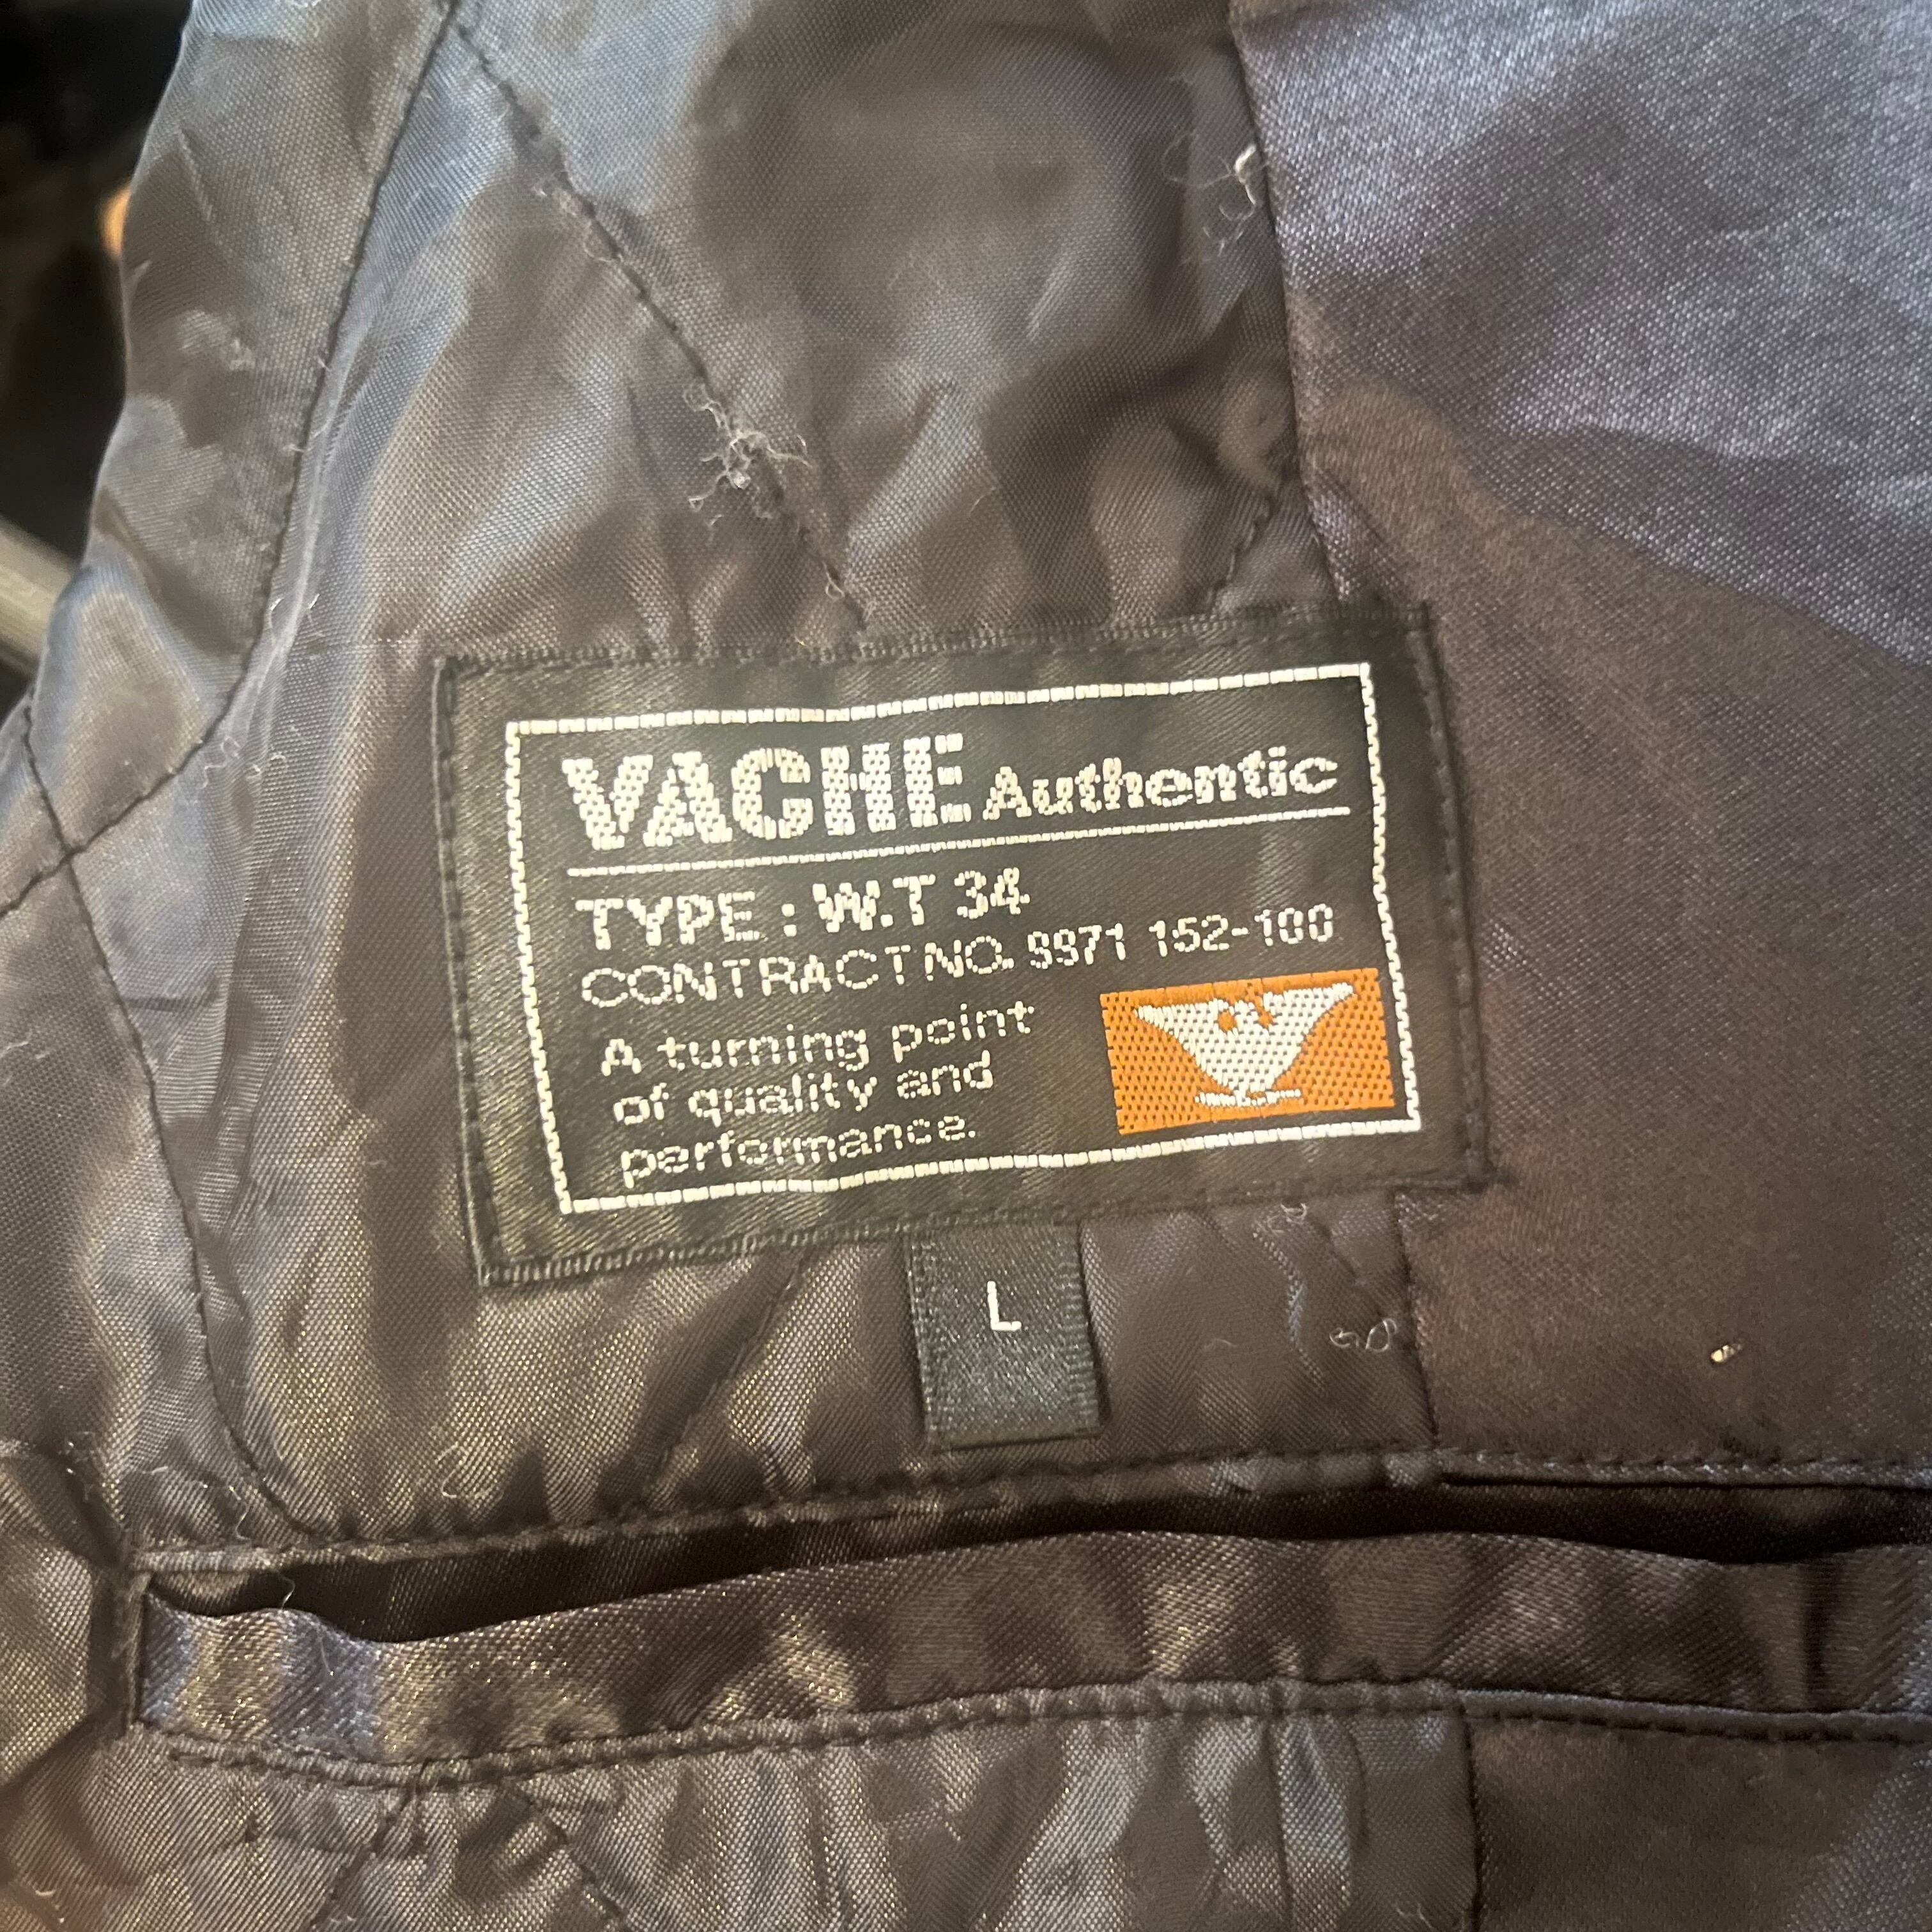 VACHE Authentic
TYPE : W.T 34
CONTRACT NO. 9971 152-100
A turning point
of quality and
performance.
L